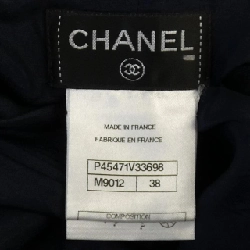 CHANEL
MADE IN FRANCE
FABRIQUE EN FRANCE
P45471V33698
M9012 38
COMPOSITION